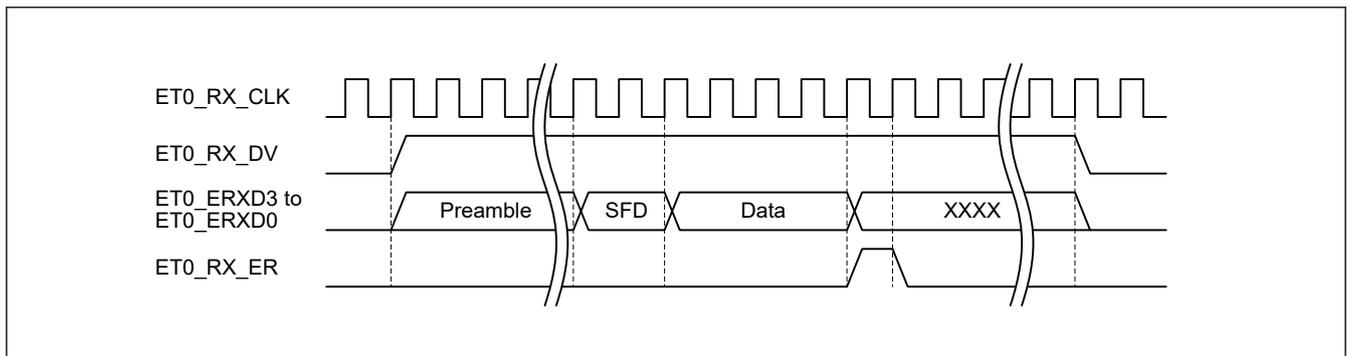 ET0_RX_CLK
ET0_RX_DV
ET0_ERXD3 to
ET0_ERXD0
Preamble
SFD
Data
XXXX
ET0_RX_ER